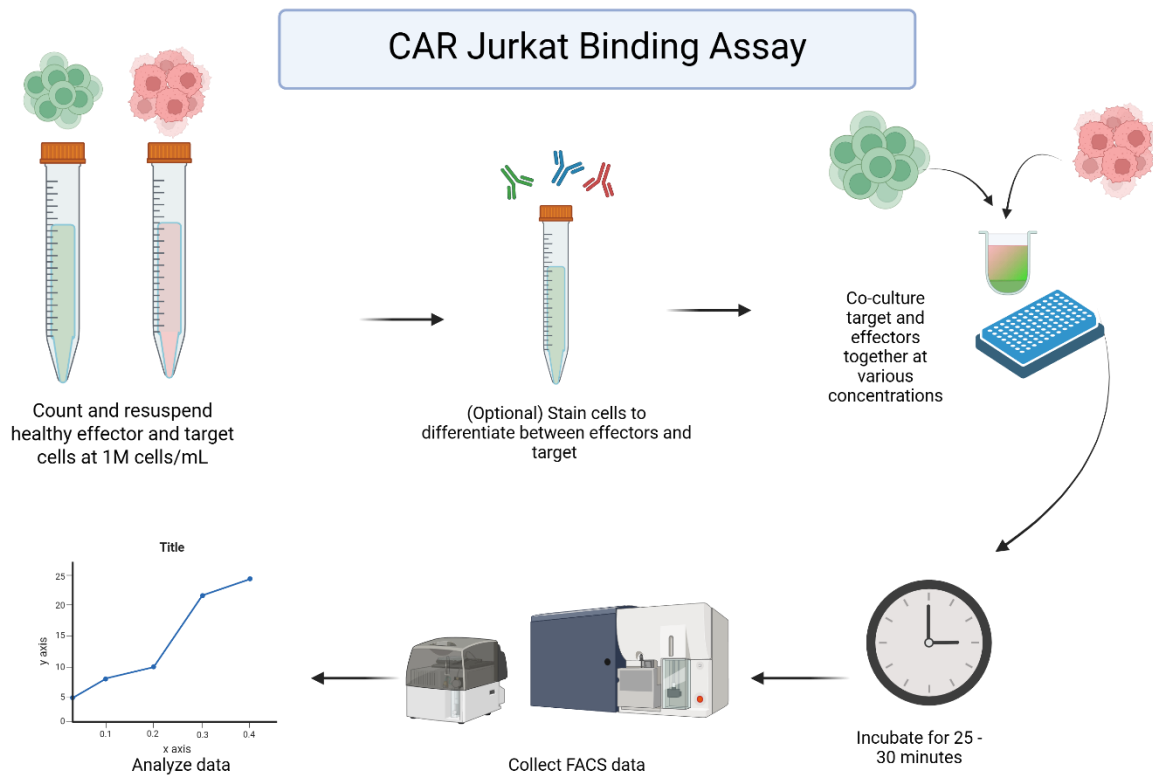 CAR Jurkat Binding Assay
Count and resuspend
healthy effector and target
cells at 1M cells/mL
(Optional) Stain cells to
differentiate between effectors and
target
Co-culture
target and
effectors
together at
various
concentrations
Incubate for 25 -
30 minutes
Collect FACS data
Title
25
20
15
10
5
0
y axis
0.1
0.2
0.3
0.4
x axis
Analyze data